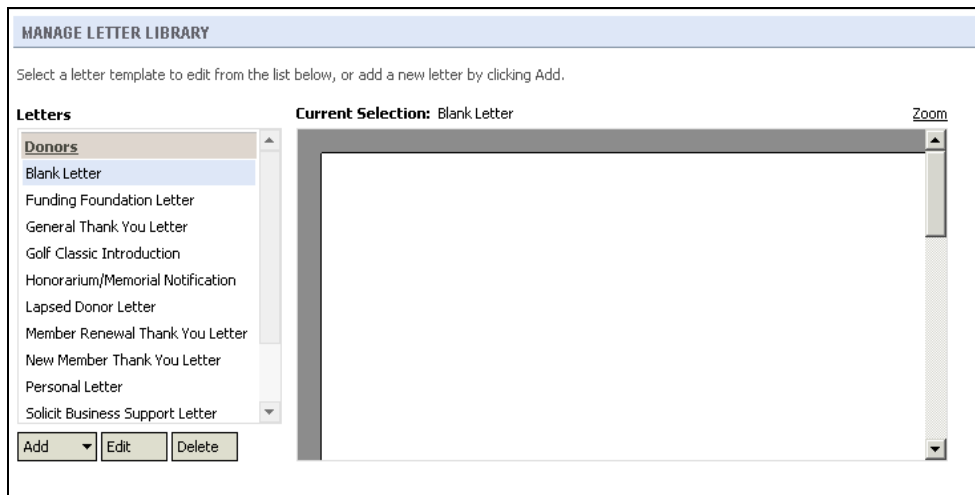 MANAGE LETTER LIBRARY
Select a letter template to edit from the list below, or add a new letter by clicking Add.
Letters
Current Selection: Blank Letter
Zoom
Donors
Blank Letter
Funding Foundation Letter
General Thank You Letter
Golf Classic Introduction
Honorarium/Memorial Notification
Lapsed Donor Letter
Member Renewal Thank You Letter
New Member Thank You Letter
Personal Letter
Solicit Business Support Letter
Add
Edit
Delete